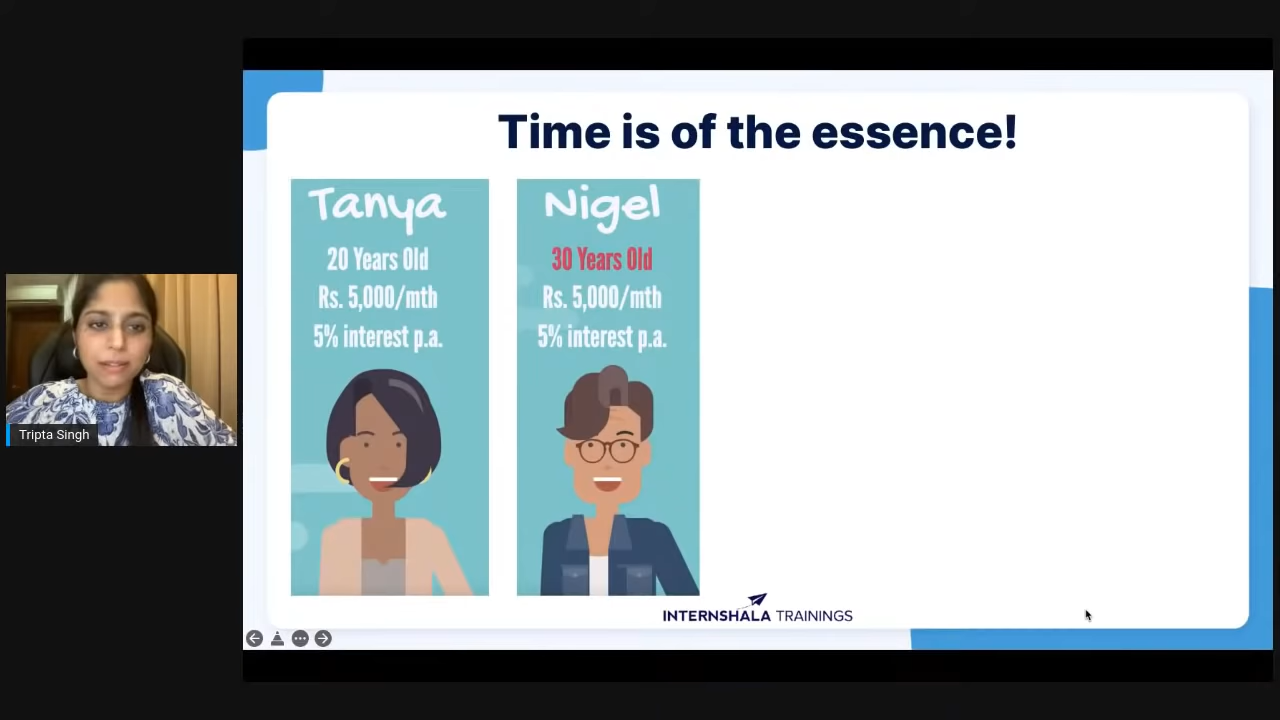 Time is of the essence!
Tanya
20 Years Old
Rs. 5,000/mth
5% interest p.a.
Nigel
30 Years Old
Rs. 5,000/mth
5% interest p.a.
Tripta Singh
INTERNSHALA TRAININGS